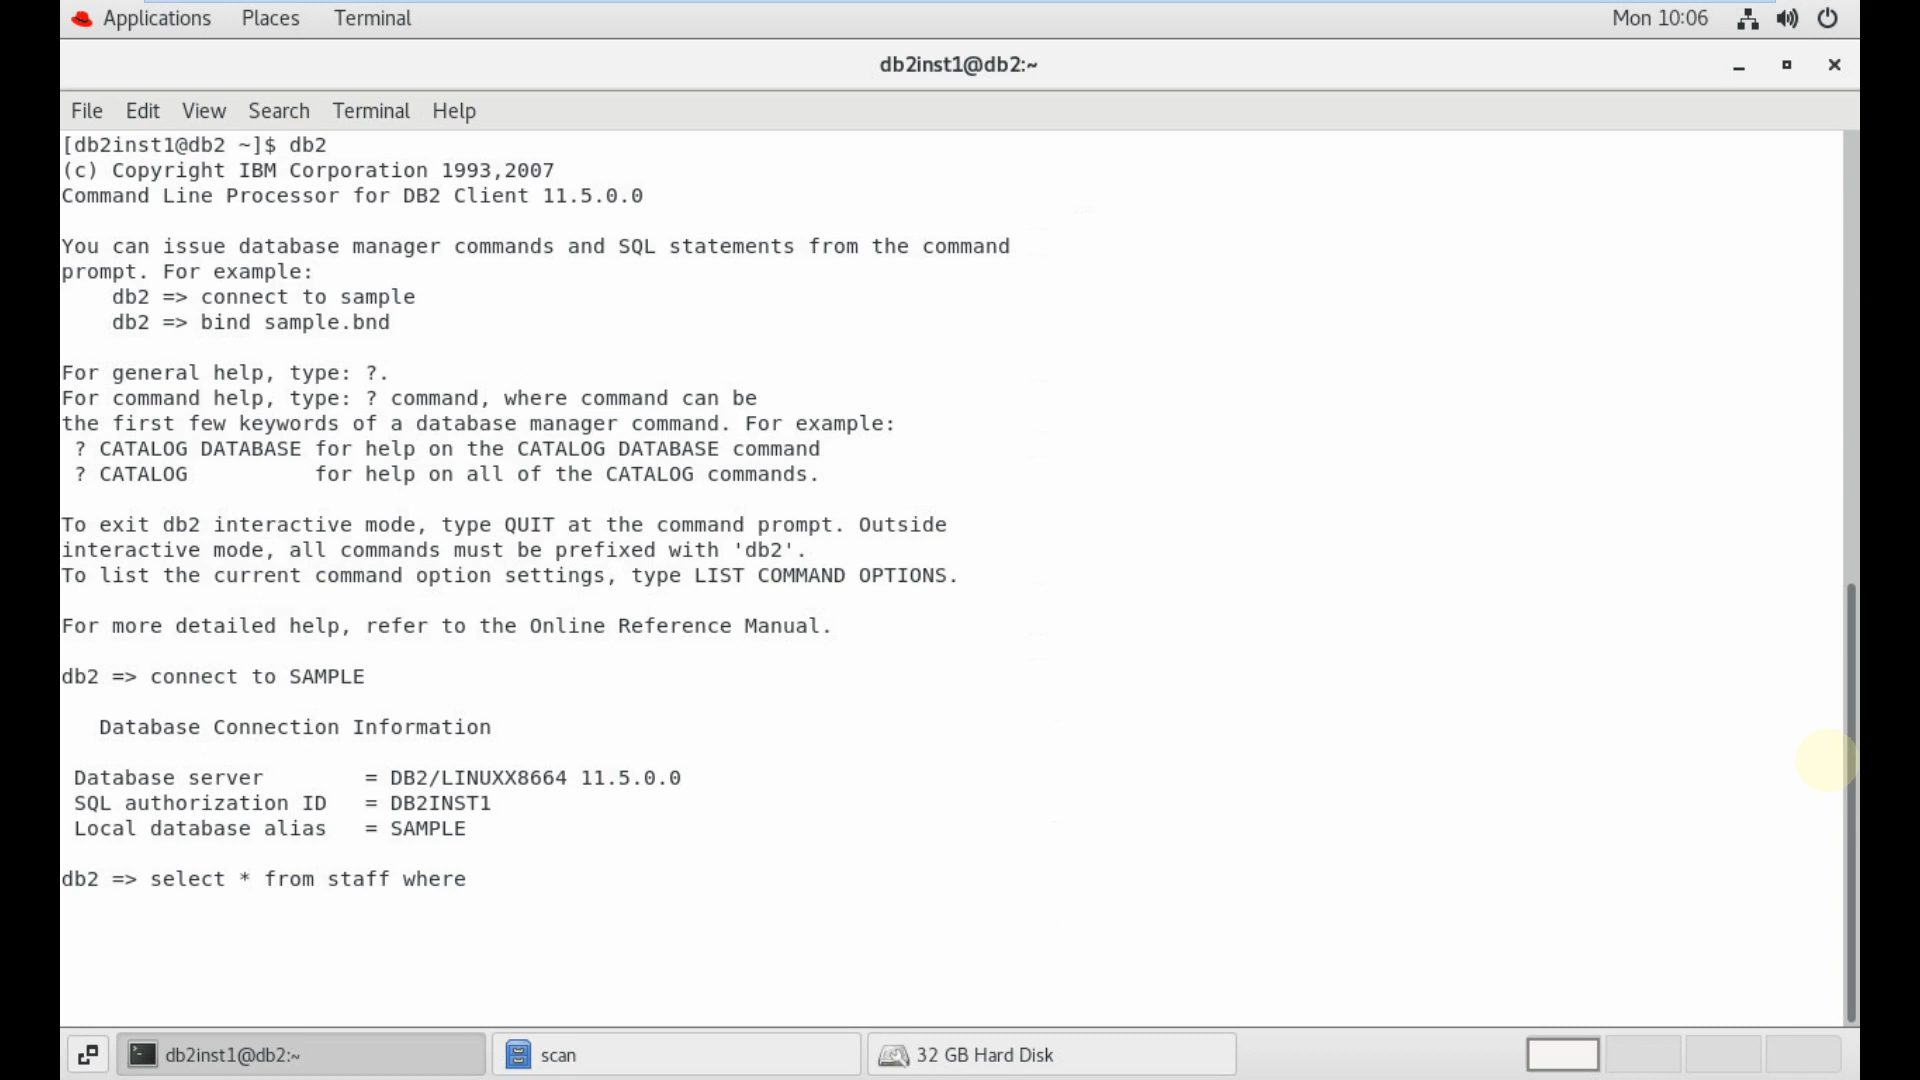 Applications Places Terminal Mon 10:06
db2inst1@db2:~
File Edit View Search Terminal Help
[db2inst1@db2 ~]$ db2
(c) Copyright IBM Corporation 1993,2007
Command Line Processor for DB2 Client 11.5.0.0
You can issue database manager commands and SQL statements from the command
prompt. For example:
    db2 => connect to sample
    db2 => bind sample.bnd
For general help, type: ?.
For command help, type: ? command, where command can be
the first few keywords of a database manager command. For example:
 ? CATALOG DATABASE for help on the CATALOG DATABASE command
 ? CATALOG          for help on all of the CATALOG commands.
To exit db2 interactive mode, type QUIT at the command prompt. Outside
interactive mode, all commands must be prefixed with 'db2'.
To list the current command option settings, type LIST COMMAND OPTIONS.
For more detailed help, refer to the Online Reference Manual.
db2 => connect to SAMPLE
   Database Connection Information
 Database server        = DB2/LINUXX8664 11.5.0.0
 SQL authorization ID   = DB2INST1
 Local database alias   = SAMPLE
db2 => select * from staff where
db2inst1@db2:~ scan 32 GB Hard Disk